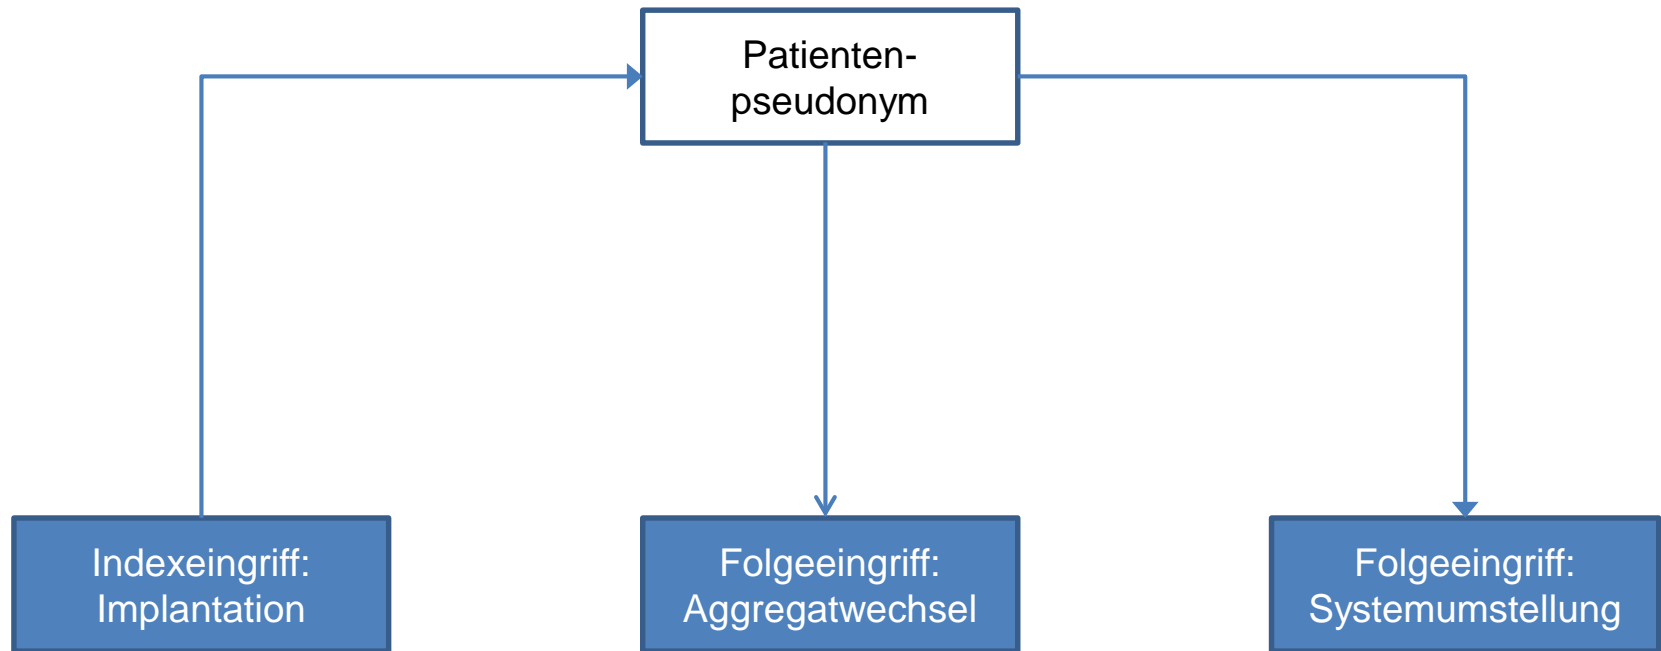 Patienten-
pseudonym
Indexeingriff:
Implantation
Folgeeingriff:
Aggregatwechsel
Folgeeingriff:
Systemumstellung